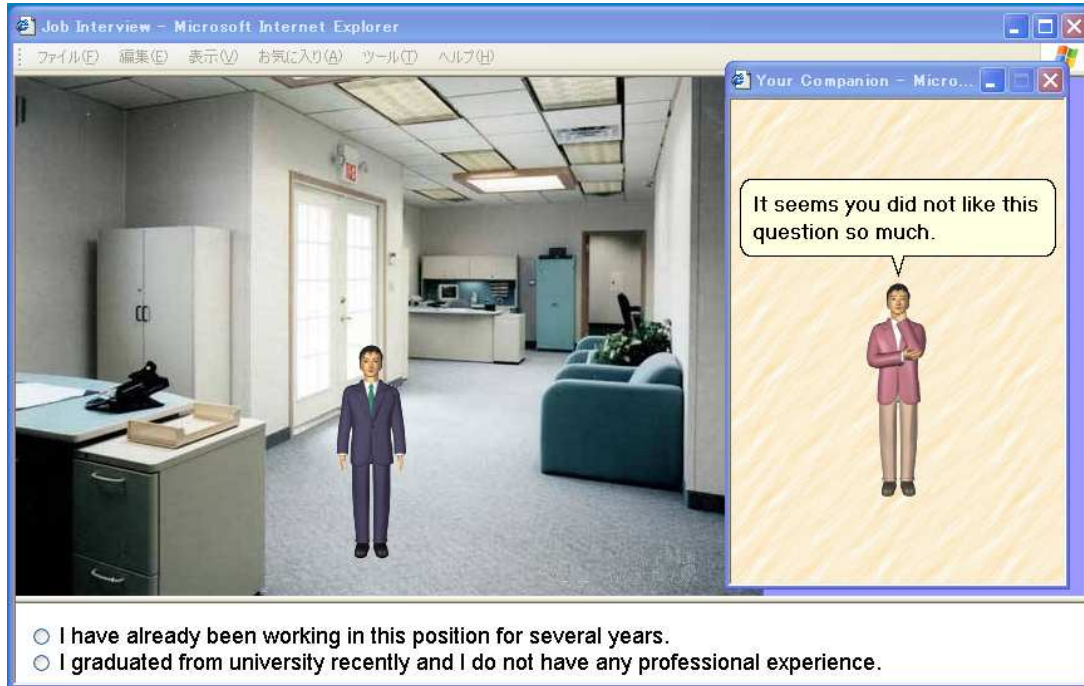 Job Interview - Microsoft Internet Explorer
ファイル(F) 編集(E) 表示(V) お気に入り(A) ツール(T) ヘルプ(H)
Your Companion - Micro...
It seems you did not like this
question so much.
I have already been working in this position for several years.
I graduated from university recently and I do not have any professional experience.